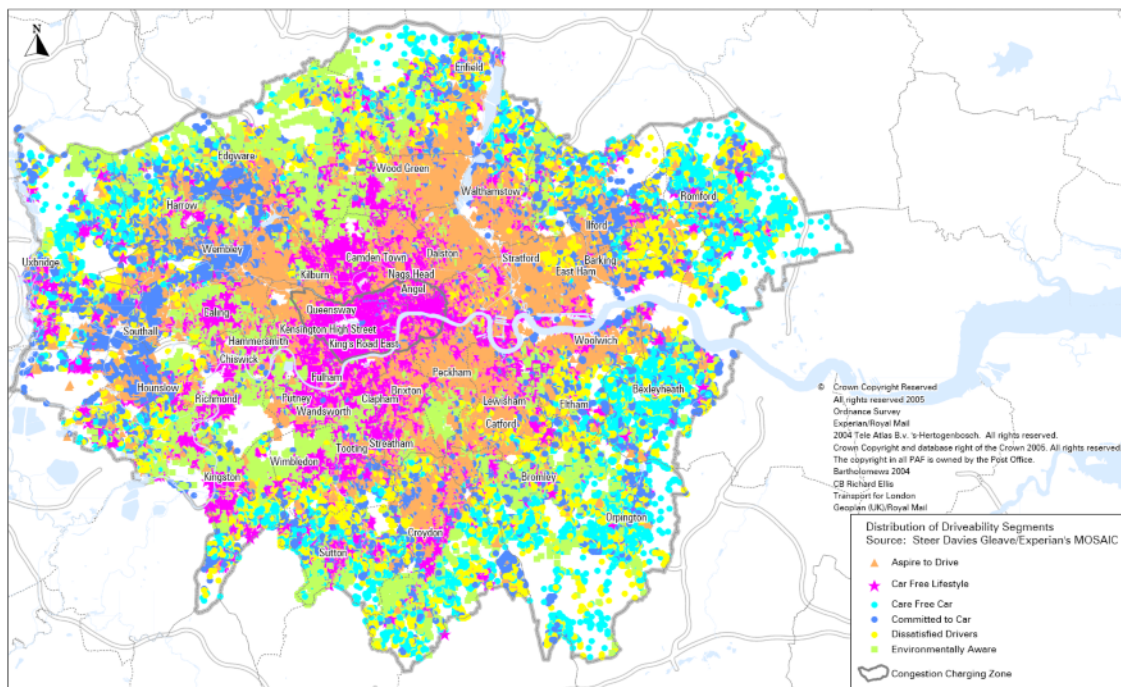 N
Enfield
Edgware
Wood Green
Harrow
Walthamstow
Romford
Ilford
Wembley
Uxbridge
Camden Town
Dalston
Stratford
Barking
Kilburn
Nags Head
East Ham
Angel
Queensway
Ealing
Southall
Kensington High Street
Hammersmith
King's Road East
Woolwich
Chiswick
Peckham
Hounslow
Fulham
Bexleyheath
Richmond
Putney
Brixton
Wandsworth
Clapham
Lewisham
Eltham
Catford
Streatham
Tooting
Wimbledon
Kingston
Bromley
Orpington
Croydon
Sutton
© Crown Copyright Reserved
All rights reserved 2005
Ordnance Survey
Experian/Royal Mail
2004 Tele Atlas B.v. 's-Hertogenbosch. All rights reserved.
Crown Copyright and database right of the Crown 2005. All rights reserved
The copyright in all PAF is owned by the Post Office.
Bartholomews 2004
CB Richard Ellis
Transport for London
Geoplan (UK)/Royal Mail
Distribution of Driveability Segments
Source: Steer Davies Gleave/Experian's MOSAIC
Aspire to Drive
Car Free Lifestyle
Care Free Car
Committed to Car
Dissatisfied Drivers
Environmentally Aware
Congestion Charging Zone